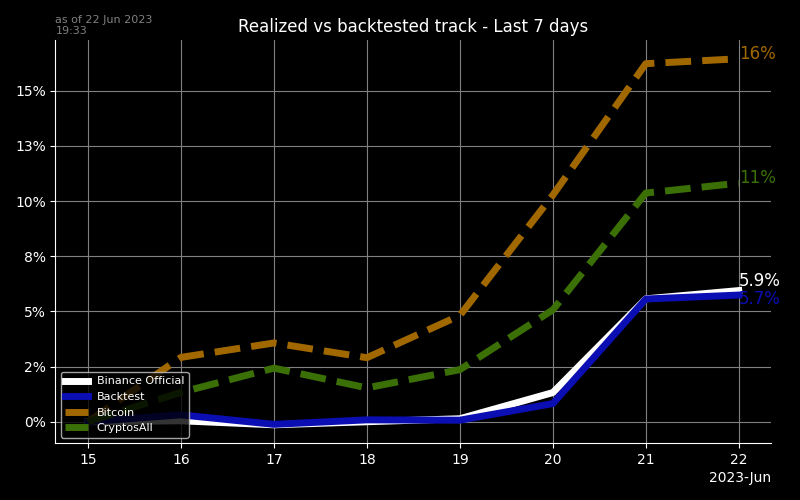 as of 22 Jun 2023
19:33
Realized vs backtested track - Last 7 days
16%
15%
13%
11%
10%
8%
5.9%
5.7%
5%
2%
0%
Binance Official
Backtest
Bitcoin
CryptosAll
15 16 17 18 19 20 21 22
2023-Jun